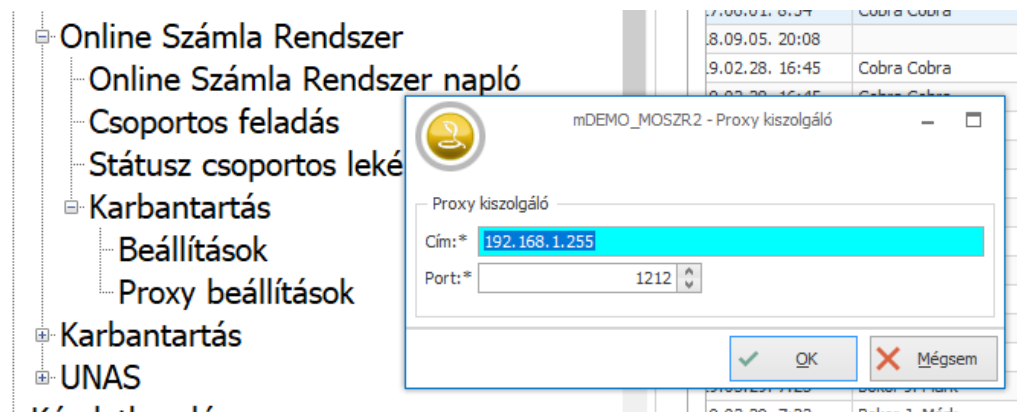 Online Számla Rendszer
Online Számla Rendszer napló
Csoportos feladás
Státusz csoportos leké
Karbantartás
Beállítások
Proxy beállítások
Karbantartás
UNAS
8.09.05. 20:08
9.02.28. 16:45 Cobra Cobra
mDEMO_MOSZR2 - Proxy kiszolgáló
Proxy kiszolgáló
Cím:* 192.168.1.255
Port:* 1212
OK
Mégsem